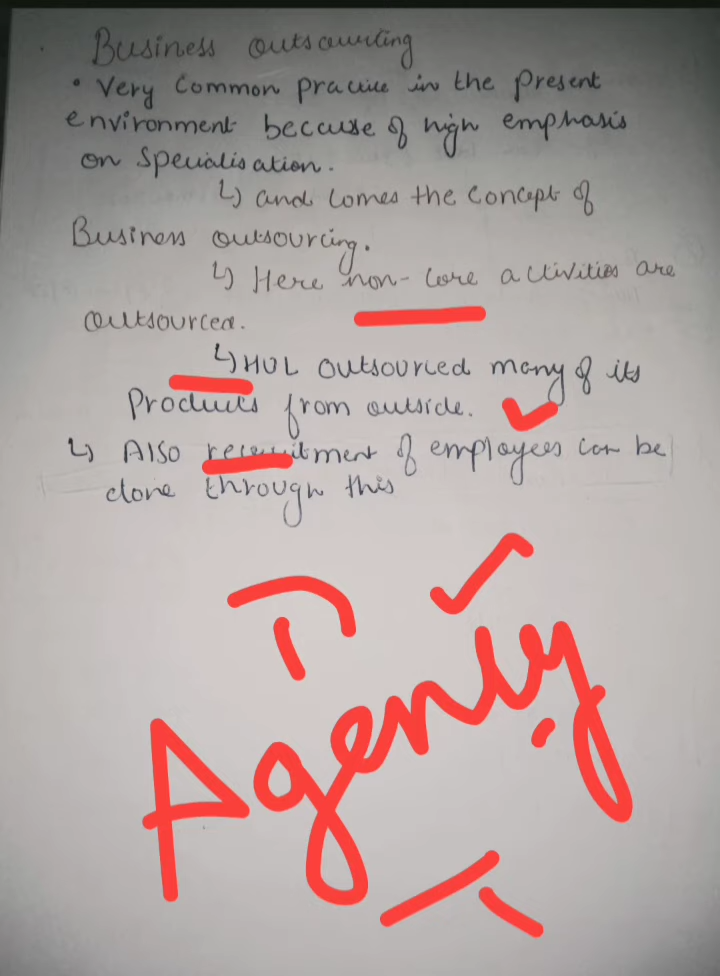 Business outsourcing
• Very common practice in the present
environment because of high emphasis
on specialisation.
↳ and comes the concept of
Business outsourcing.
↳ Here non-core activities are
outsourced.
↳ HUL outsourced many of its
products from outside.
↳ Also recruitment of employees can be
done through this
Agency